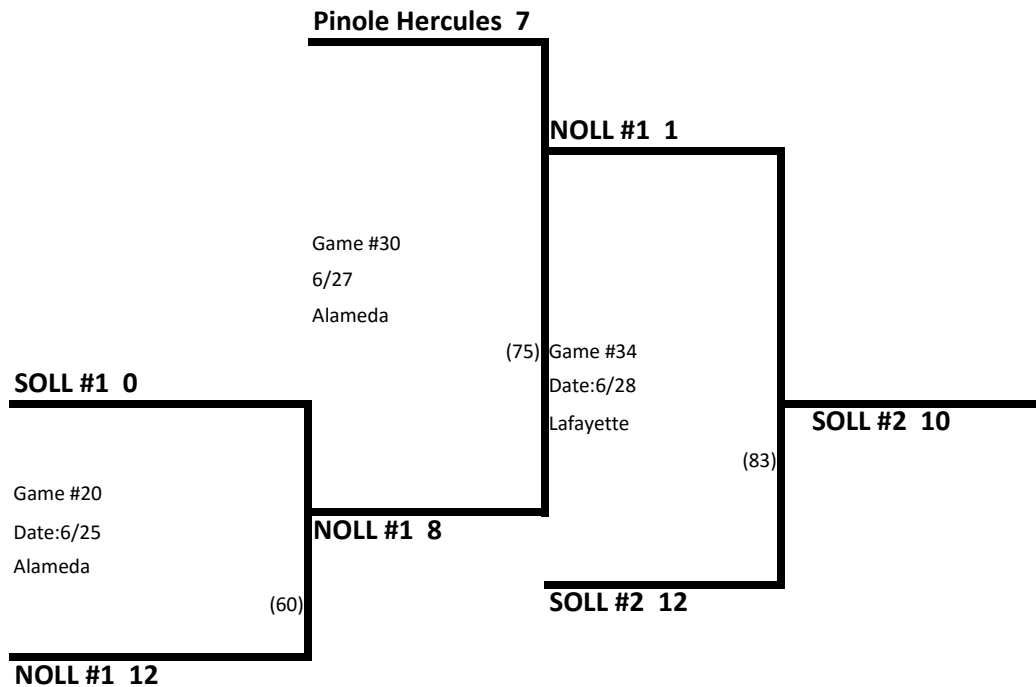 Pinole Hercules 7
NOLL #1 1
Game #30
6/27
Alameda
(75)
Game #34
Date:6/28
Lafayette
SOLL #1 0
SOLL #2 10
(83)
Game #20
Date:6/25
Alameda
NOLL #1 8
(60)
SOLL #2 12
NOLL #1 12